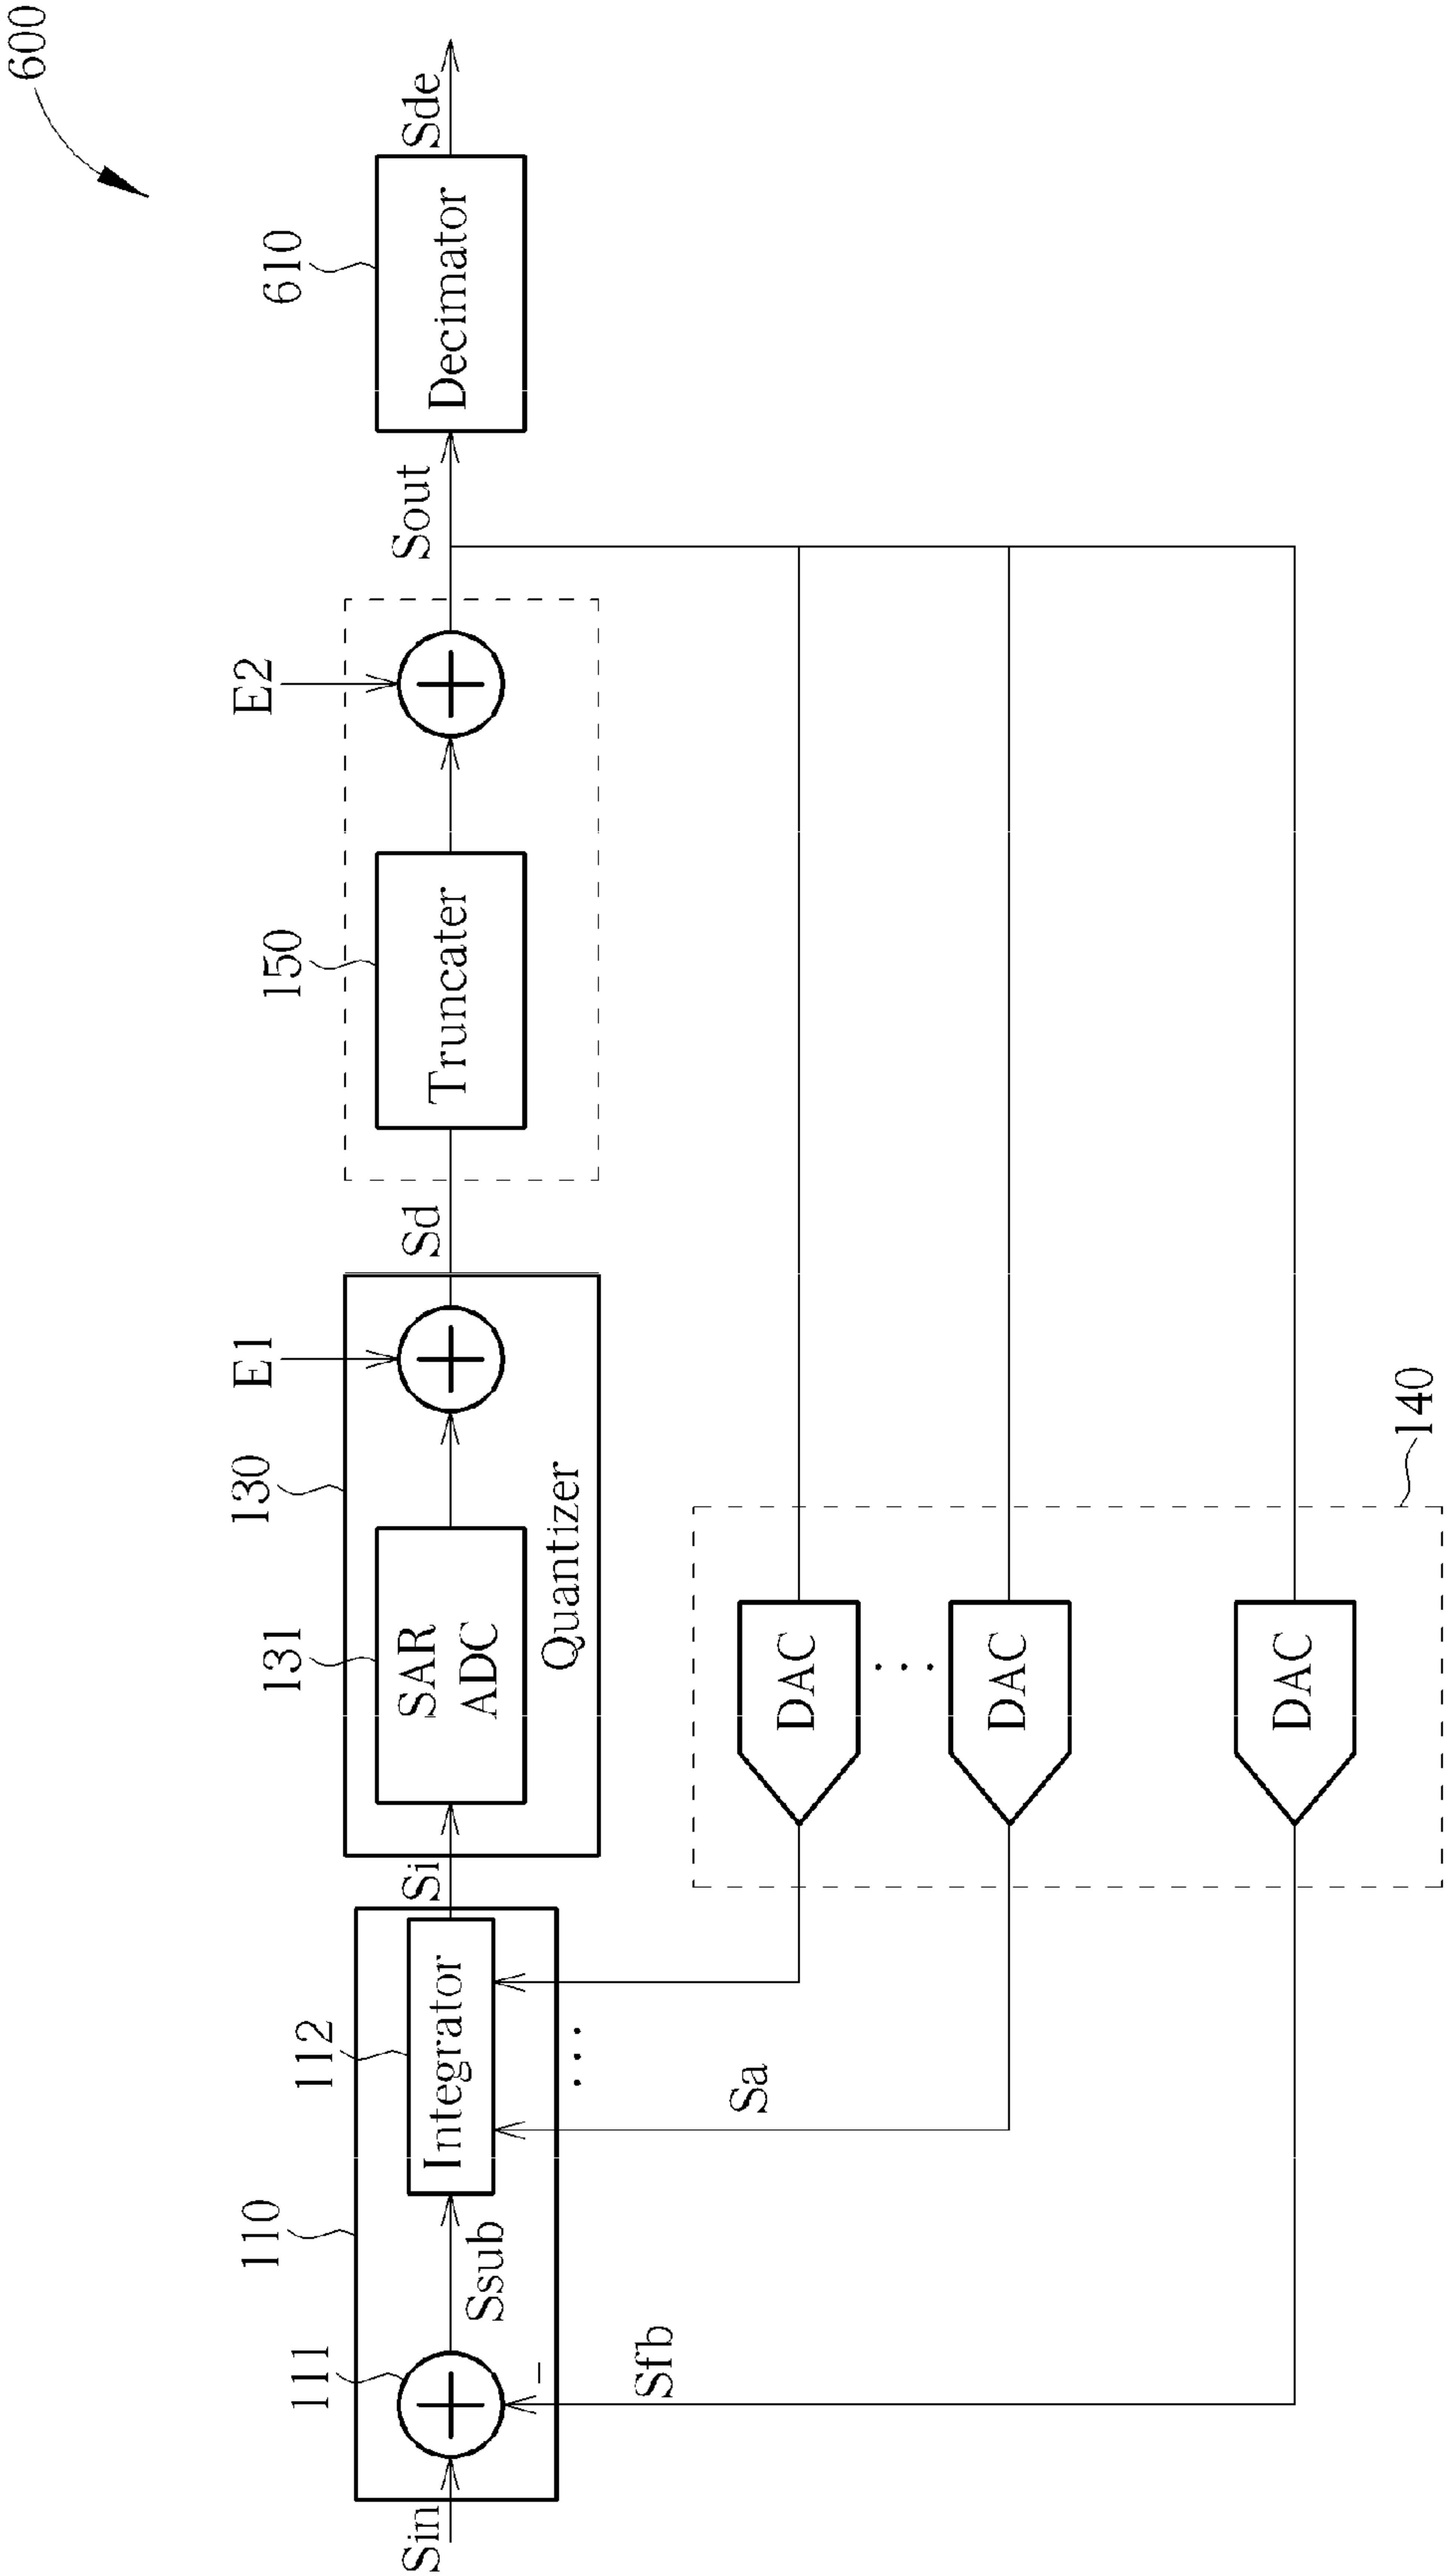 600
E1
E2
130
150
610
110
111
112
131
Sin
Ssub
Integrator
Si
SAR
ADC
Quantizer
Sd
Truncater
Sout
Decimator
Sde
Sfb
Sa
...
DAC
...
DAC
DAC
140